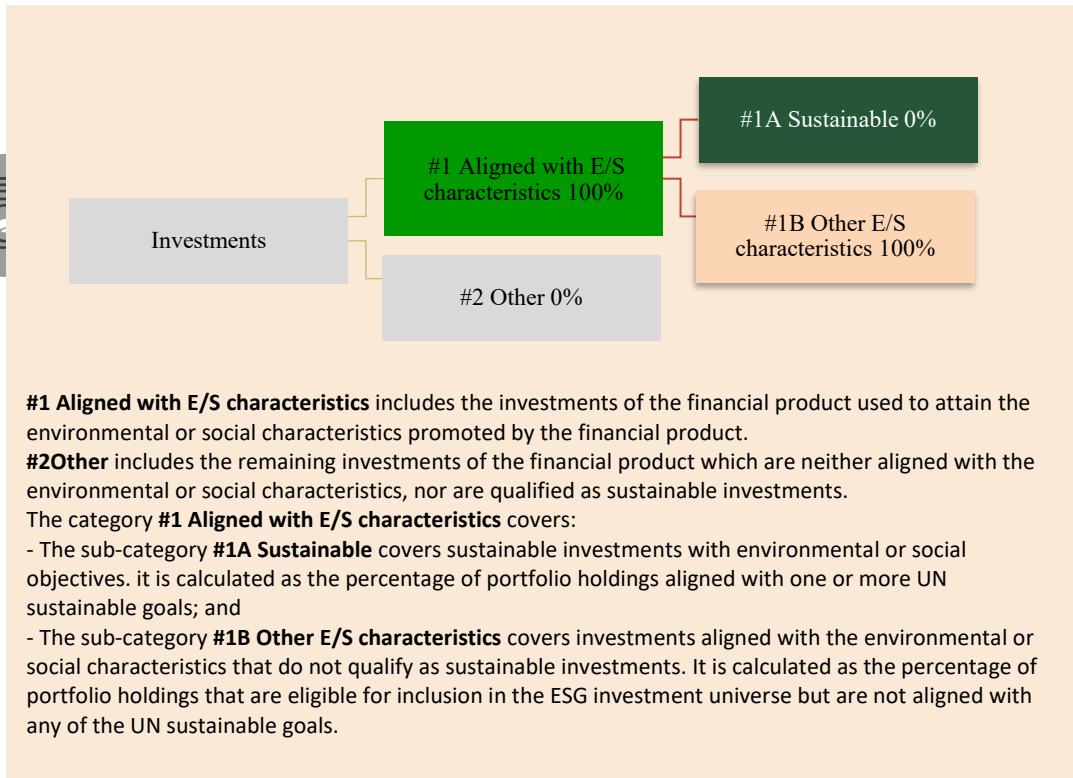 #1A Sustainable 0%
#1 Aligned with E/S
characteristics 100%
#1B Other E/S
characteristics 100%
Investments
#2 Other 0%
#1 Aligned with E/S characteristics includes the investments of the financial product used to attain the
environmental or social characteristics promoted by the financial product.
#2Other includes the remaining investments of the financial product which are neither aligned with the
environmental or social characteristics, nor are qualified as sustainable investments.
The category #1 Aligned with E/S characteristics covers:
- The sub-category #1A Sustainable covers sustainable investments with environmental or social
objectives. it is calculated as the percentage of portfolio holdings aligned with one or more UN
sustainable goals; and
- The sub-category #1B Other E/S characteristics covers investments aligned with the environmental or
social characteristics that do not qualify as sustainable investments. It is calculated as the percentage of
portfolio holdings that are eligible for inclusion in the ESG investment universe but are not aligned with
any of the UN sustainable goals.